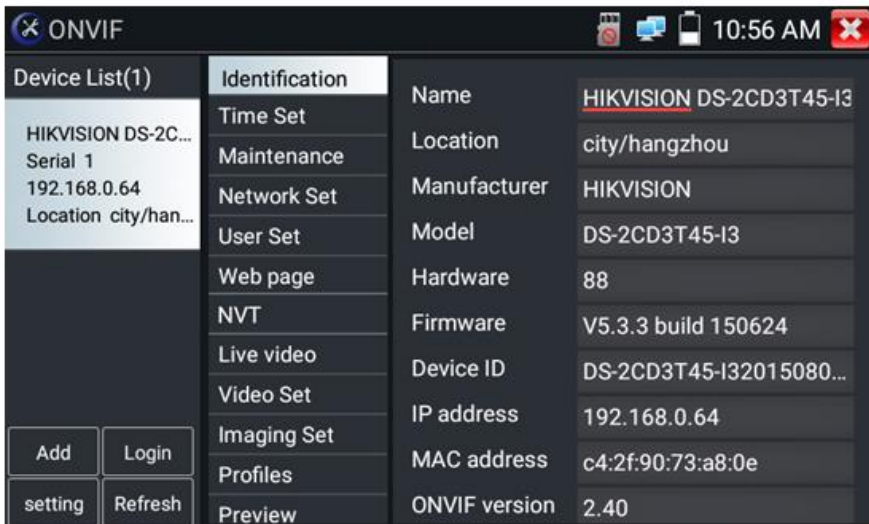 ONVIF
10:56 AM
Device List(1)
HIKVISION DS-2C...
Serial 1
192.168.0.64
Location city/han...
Add
Login
setting
Refresh
Identification
Time Set
Maintenance
Network Set
User Set
Web page
NVT
Live video
Video Set
Imaging Set
Profiles
Preview
Name HIKVISION DS-2CD3T45-I3
Location city/hangzhou
Manufacturer HIKVISION
Model DS-2CD3T45-I3
Hardware 88
Firmware V5.3.3 build 150624
Device ID DS-2CD3T45-I32015080...
IP address 192.168.0.64
MAC address c4:2f:90:73:a8:0e
ONVIF version 2.40